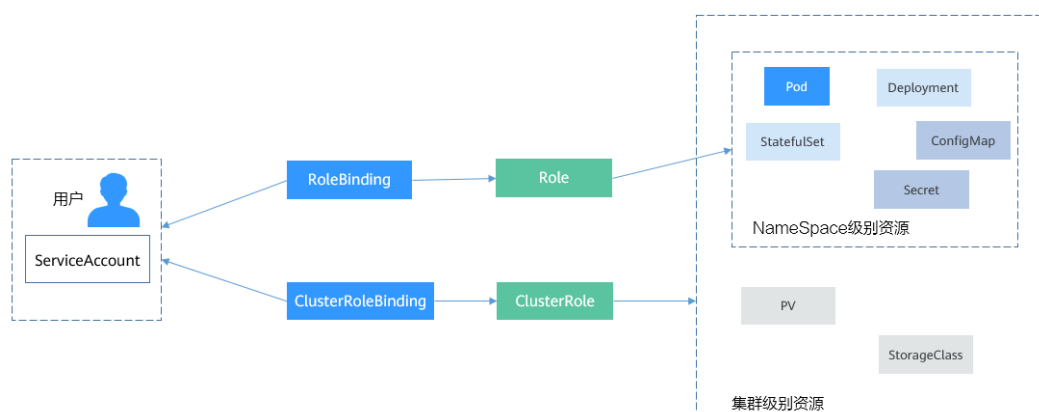 用户
ServiceAccount
RoleBinding
Role
ClusterRoleBinding
ClusterRole
Pod
Deployment
StatefulSet
ConfigMap
Secret
NameSpace级别资源
PV
StorageClass
集群级别资源